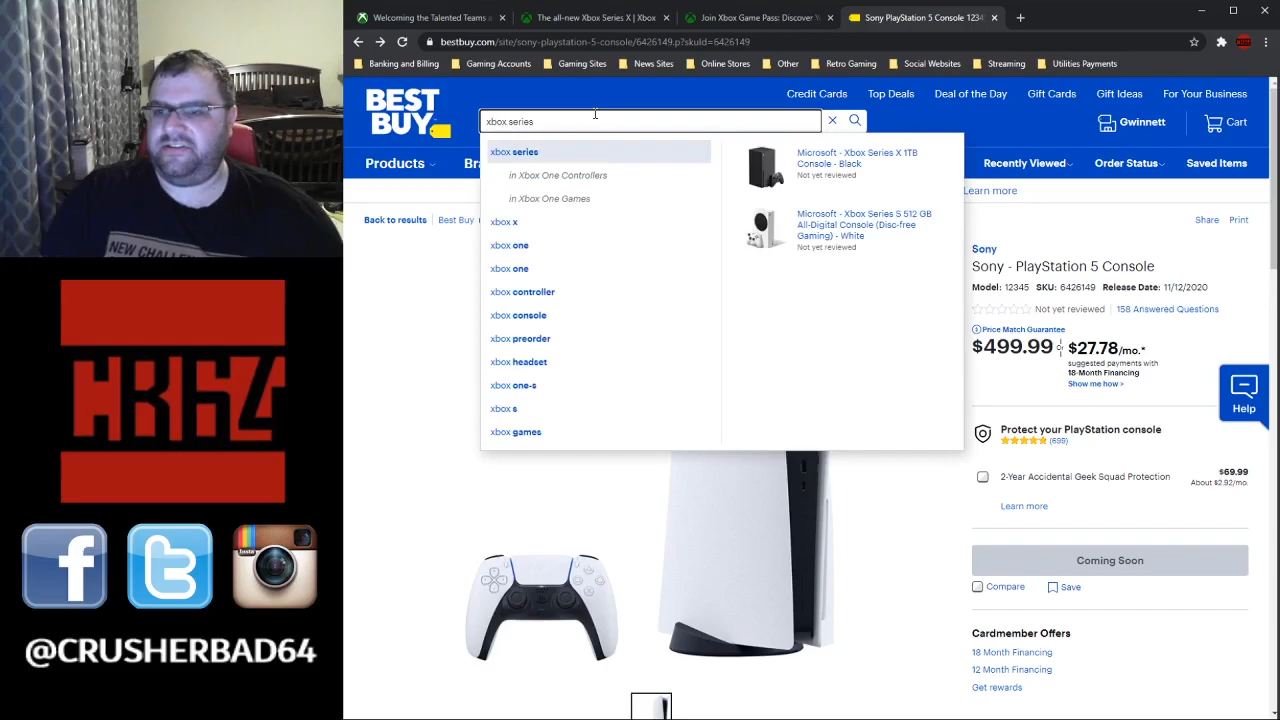 Welcoming the Talented Teams a
The all-new Xbox Series X | Xbox
Join Xbox Game Pass: Discover Y
Sony PlayStation 5 Console 12345
bestbuy.com/site/sony-playstation-5-console/6426149.p?skuId=6426149
Banking and Billing
Gaming Accounts
Gaming Sites
News Sites
Online Stores
Other
Retro Gaming
Social Websites
Streaming
Utilities Payments
BEST BUY
Credit Cards
Top Deals
Deal of the Day
Gift Cards
Gift Ideas
For Your Business
xbox series
Gwinnett
Cart
Products
Recently Viewed
Order Status
Saved Items
Learn more
Back to results
Best Buy
Share
Print
xbox series
in Xbox One Controllers
in Xbox One Games
xbox x
xbox one
xbox one
xbox controller
xbox console
xbox preorder
xbox headset
xbox one-s
xbox s
xbox games
Microsoft - Xbox Series X 1TB
Console - Black
Not yet reviewed
Microsoft - Xbox Series S 512 GB
All-Digital Console (Disc-free
Gaming) - White
Not yet reviewed
Sony
Sony - PlayStation 5 Console
Model: 12345 SKU: 6426149 Release Date: 11/12/2020
Not yet reviewed
158 Answered Questions
Price Match Guarantee
$499.99
or
$27.78/mo.*
suggested payments with
18-Month Financing
Show me how >
Help
Protect your PlayStation console
(699)
2-Year Accidental Geek Squad Protection
$69.99
About $2.92/mo.
Learn more
Coming Soon
Compare
Save
Cardmember Offers
18 Month Financing
12 Month Financing
Get rewards
NEW CHALLE
CRB64
@CRUSHERBAD64